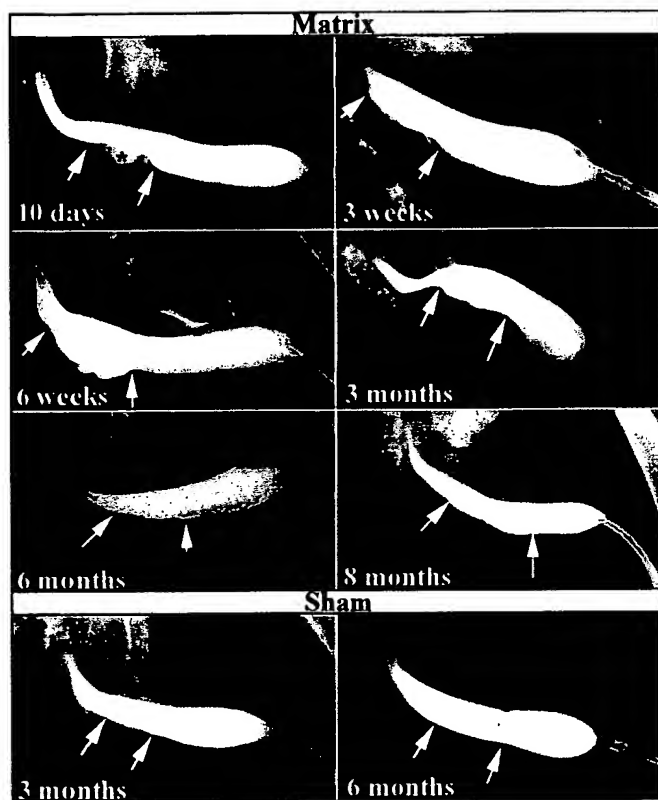 Matrix
10 days
3 weeks
*
6 weeks
3 months
6 months
8 months
Sham
3 months
6 months